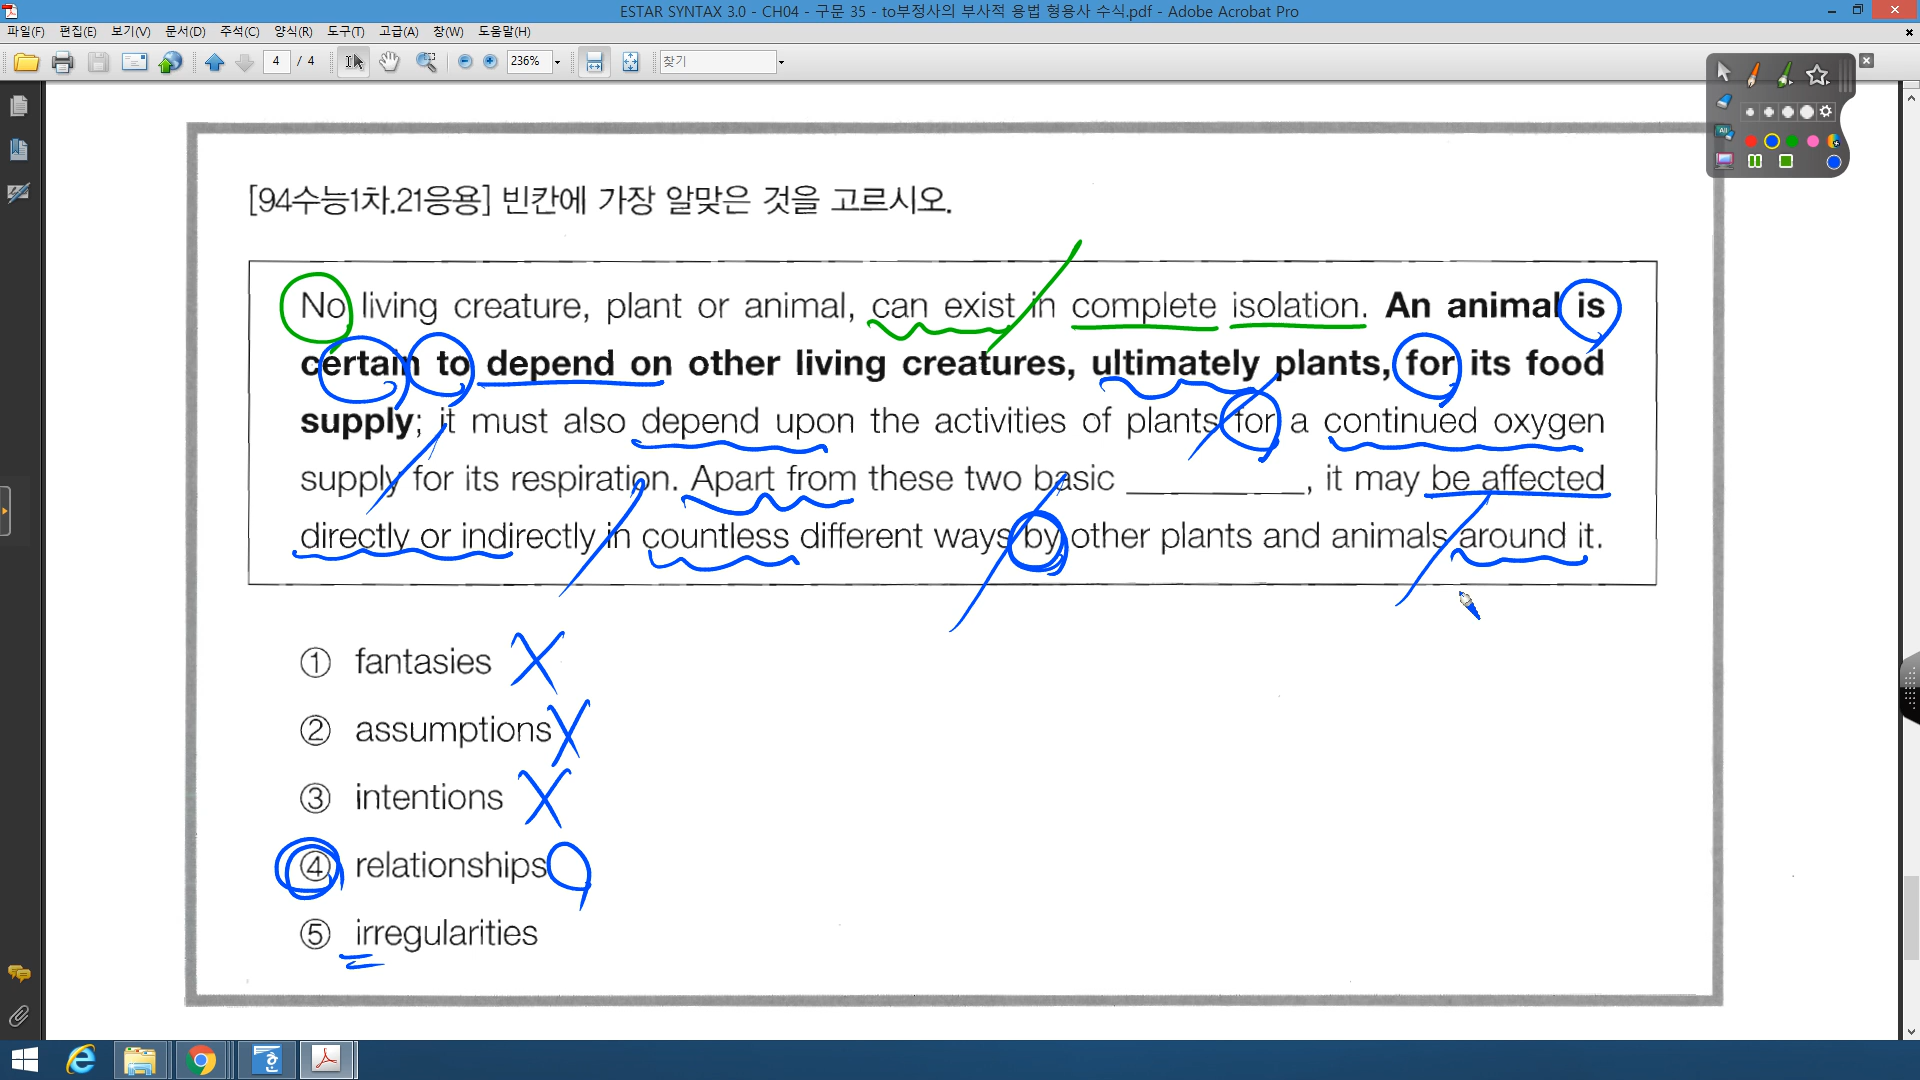 ESTAR SYNTAX 3.0 - CH04 - 구문 35 - to부정사의 부사적 용법 형용사 수식.pdf - Adobe Acrobat Pro
파일(F) 편집(E) 보기(V) 문서(D) 주석(C) 양식(R) 도구(T) 고급(A) 창(W) 도움말(H)
4 / 4 236% 찾기
[94수능1차.21응용] 빈칸에 가장 알맞은 것을 고르시오.
No living creature, plant or animal, can exist in complete isolation. An animal is
certain to depend on other living creatures, ultimately plants, for its food
supply; it must also depend upon the activities of plants for a continued oxygen
supply for its respiration. Apart from these two basic __________, it may be affected
directly or indirectly in countless different ways by other plants and animals around it.
① fantasies
② assumptions
③ intentions
④ relationships
⑤ irregularities